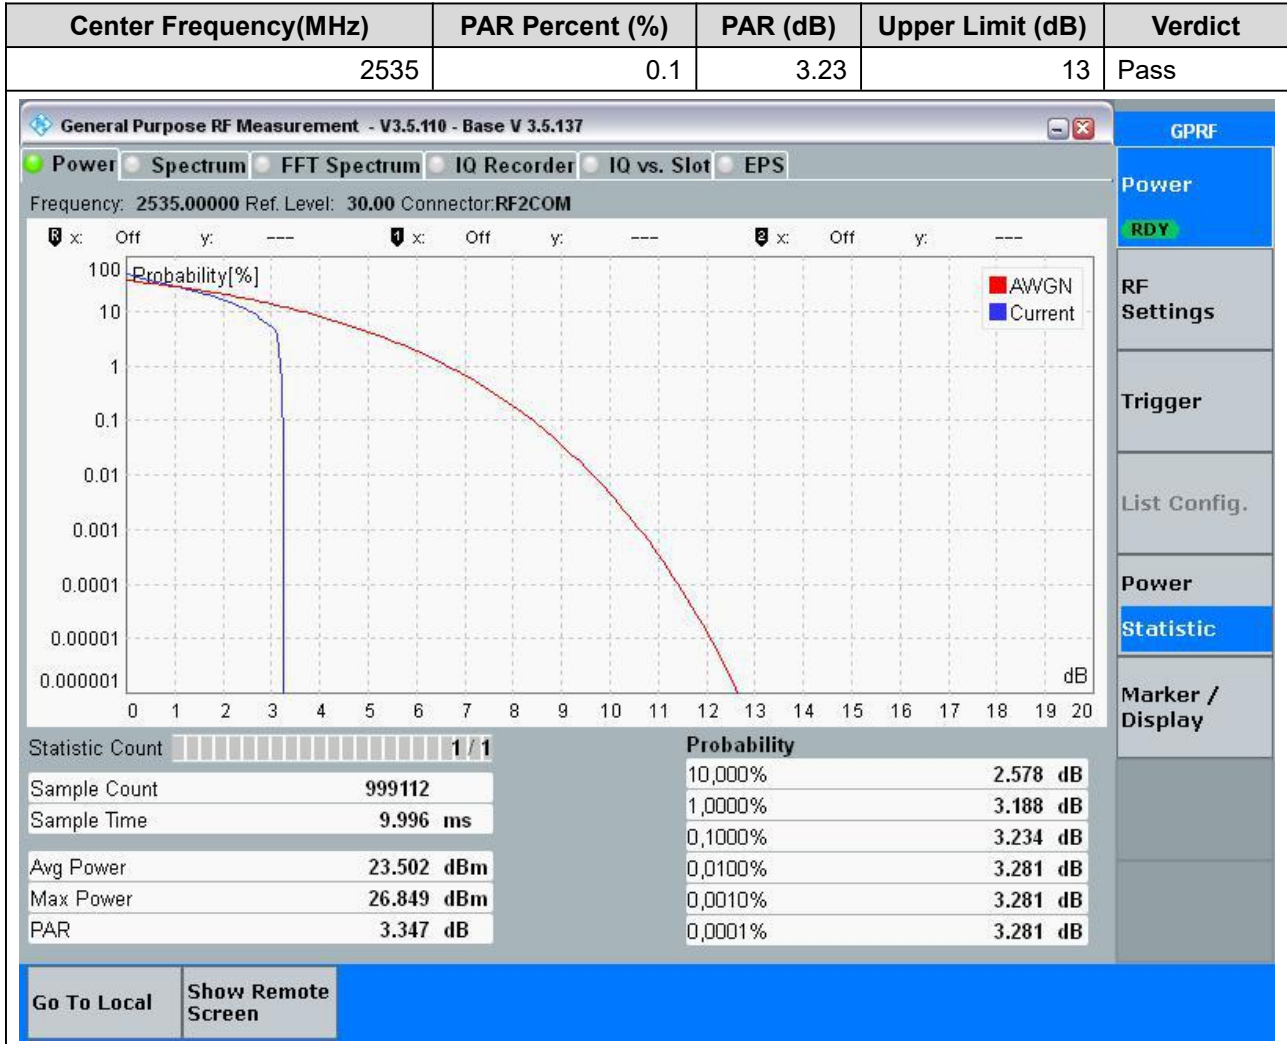 Center Frequency(MHz) PAR Percent (%) PAR (dB) Upper Limit (dB) Verdict
2535 0.1 3.23 13 Pass
General Purpose RF Measurement - V3.5.110 - Base V 3.5.137
GPRF
Power Spectrum FFT Spectrum IQ Recorder IQ vs. Slot EPS
Power
RDY
Frequency: 2535.00000 Ref. Level: 30.00 Connector:RF2COM
R x: Off y: --- 1 x: Off y: --- 2 x: Off y: ---
Probability[%]
100
10
1
0.1
0.01
0.001
0.0001
0.00001
0.000001
AWGN
Current
dB
0 1 2 3 4 5 6 7 8 9 10 11 12 13 14 15 16 17 18 19 20
RF
Settings
Trigger
List Config.
Power
Statistic
Marker /
Display
Statistic Count 1 / 1
Sample Count 999112
Sample Time 9.996 ms
Avg Power 23.502 dBm
Max Power 26.849 dBm
PAR 3.347 dB
Probability
10,000% 2.578 dB
1,0000% 3.188 dB
0,1000% 3.234 dB
0,0100% 3.281 dB
0,0010% 3.281 dB
0,0001% 3.281 dB
Go To Local
Show Remote
Screen